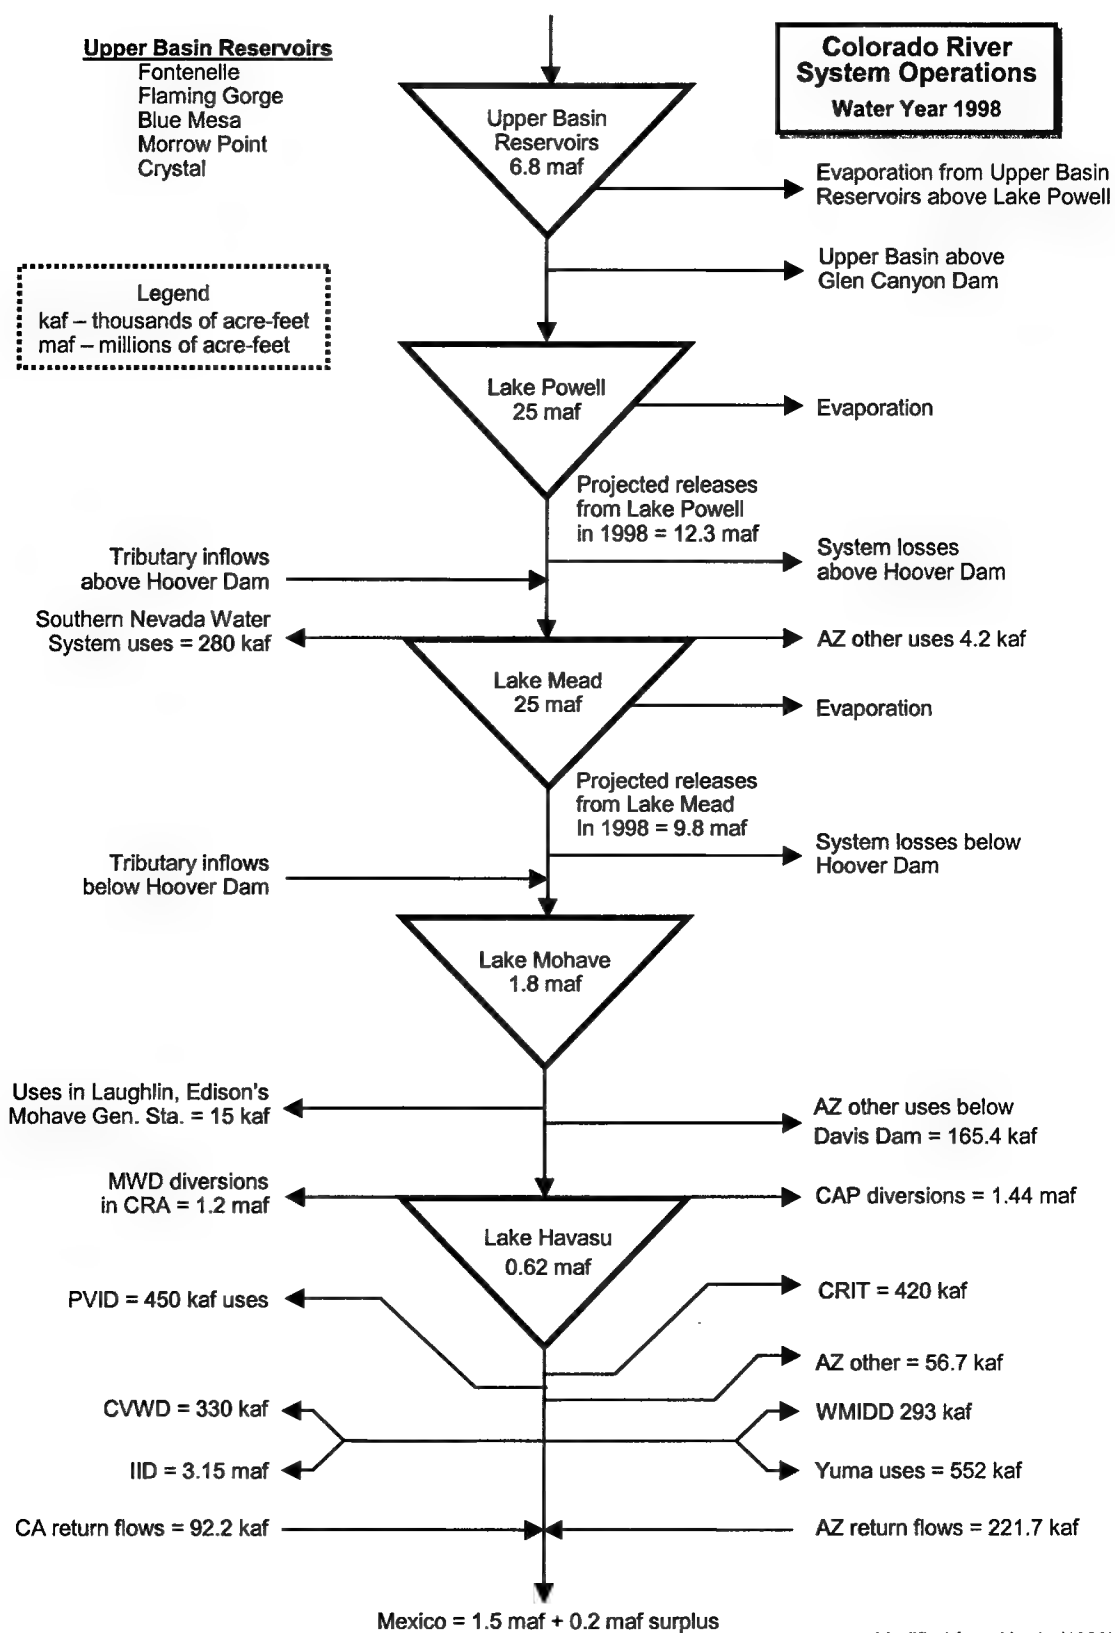 Upper Basin Reservoirs
Fontenelle
Flaming Gorge
Blue Mesa
Morrow Point
Crystal
Colorado River
System Operations
Water Year 1998
Upper Basin
Reservoirs
6.8 maf
Evaporation from Upper Basin
Reservoirs above Lake Powell
Upper Basin above
Glen Canyon Dam
Legend
kaf – thousands of acre-feet
maf – millions of acre-feet
Lake Powell
25 maf
Evaporation
Projected releases
from Lake Powell
in 1998 = 12.3 maf
Tributary inflows
above Hoover Dam
System losses
above Hoover Dam
Southern Nevada Water
System uses = 280 kaf
AZ other uses 4.2 kaf
Lake Mead
25 maf
Evaporation
Projected releases
from Lake Mead
In 1998 = 9.8 maf
Tributary inflows
below Hoover Dam
System losses below
Hoover Dam
Lake Mohave
1.8 maf
Uses in Laughlin, Edison's
Mohave Gen. Sta. = 15 kaf
AZ other uses below
Davis Dam = 165.4 kaf
MWD diversions
in CRA = 1.2 maf
CAP diversions = 1.44 maf
Lake Havasu
0.62 maf
PVID = 450 kaf uses
CRIT = 420 kaf
AZ other = 56.7 kaf
CVWD = 330 kaf
WMIDD 293 kaf
IID = 3.15 maf
Yuma uses = 552 kaf
CA return flows = 92.2 kaf
AZ return flows = 221.7 kaf
Mexico = 1.5 maf + 0.2 maf surplus